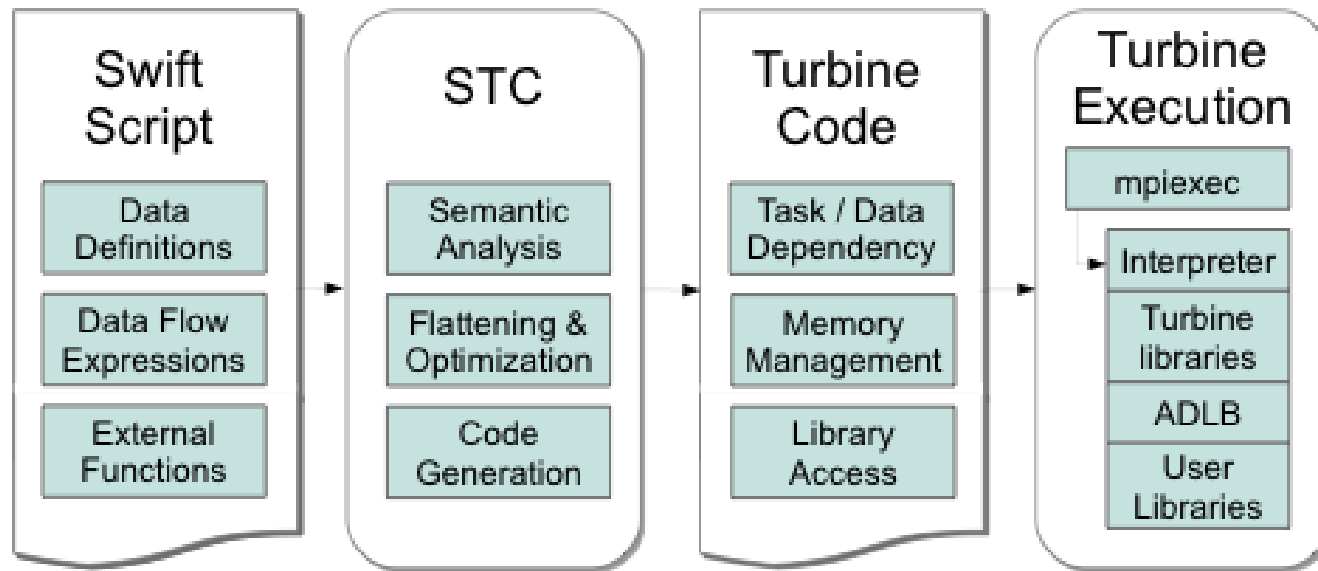 Swift
Script
Data
Definitions
Data Flow
Expressions
External
Functions
STC
Semantic
Analysis
Flattening &
Optimization
Code
Generation
Turbine
Code
Task / Data
Dependency
Memory
Management
Library
Access
Turbine
Execution
mpiexec
Interpreter
Turbine
libraries
ADLB
User
Libraries